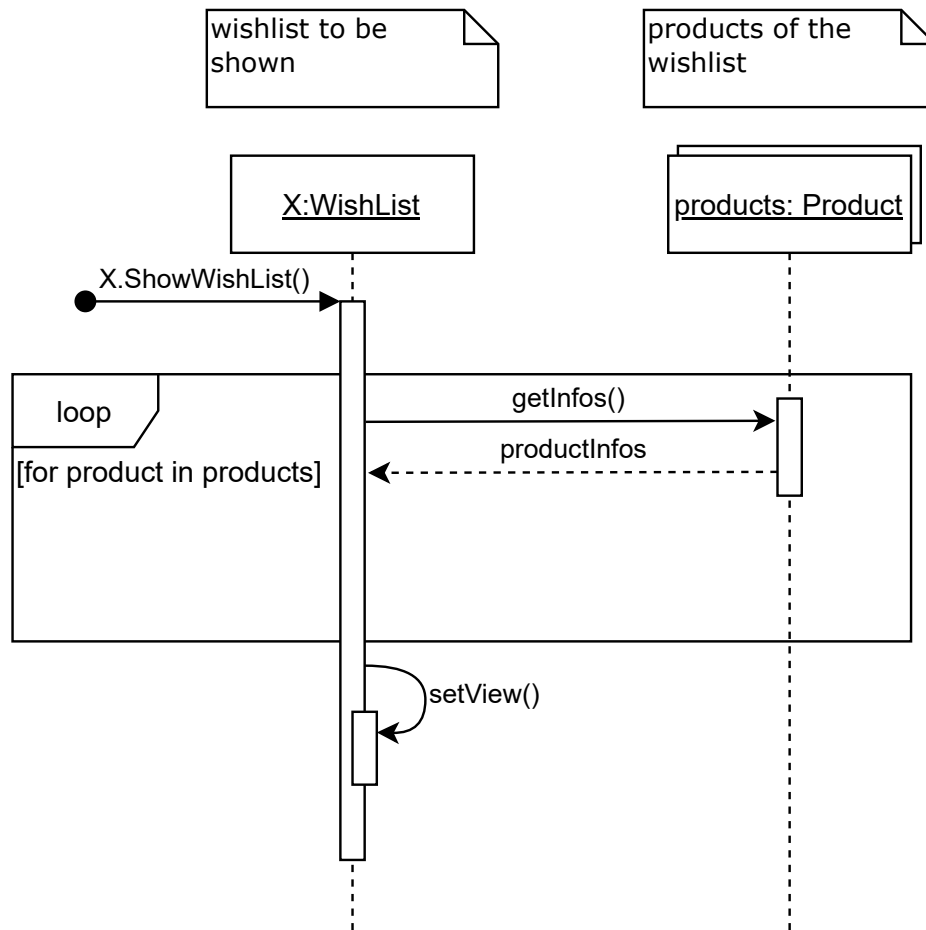 wishlist to be
shown
products of the
wishlist
X:WishList
products: Product
X.ShowWishList()
loop
getInfos()
productInfos
[for product in products]
setView()